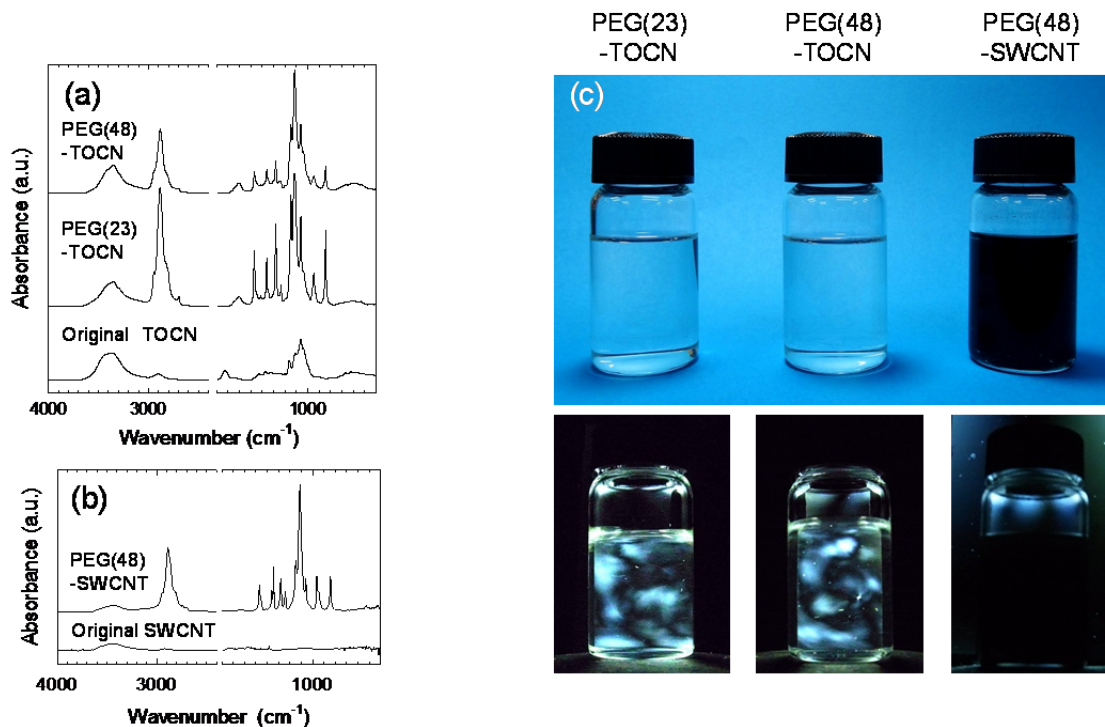 (a)
PEG(48)
-TOCN
PEG(23)
-TOCN
Original TOCN
Absorbance (a.u.)
4000 3000 1000
Wavenumber (cm-1)
(b)
PEG(48)
-SWCNT
Original SWCNT
Absorbance (a.u.)
4000 3000 1000
Wavenumber (cm-1)
PEG(23) PEG(48) PEG(48)
-TOCN -TOCN -SWCNT
(c)